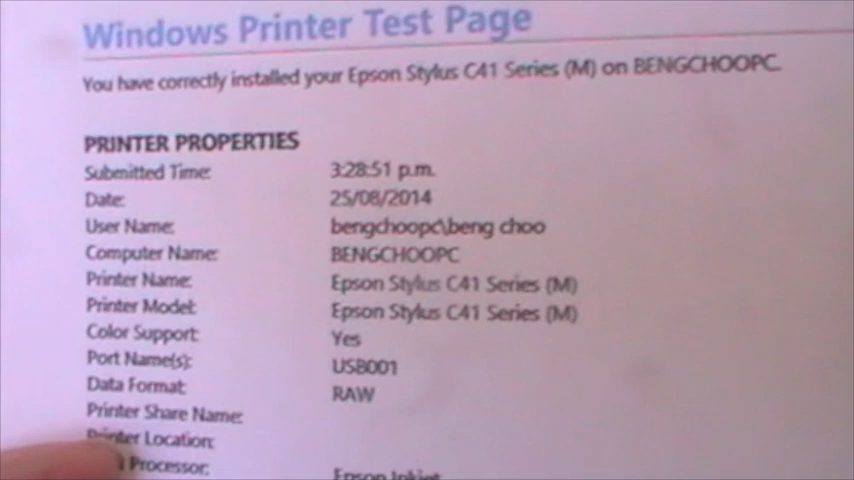 Windows Printer Test Page
You have correctly installed your Epson Stylus C41 Series (M) on BENGCHOOPC.
PRINTER PROPERTIES
Submitted Time: 3:28:51 p.m.
Date: 25/08/2014
User Name: bengchoopc\beng choo
Computer Name: BENGCHOOPC
Printer Name: Epson Stylus C41 Series (M)
Printer Model: Epson Stylus C41 Series (M)
Color Support: Yes
Port Name(s): USB001
Data Format: RAW
Printer Share Name:
Printer Location:
Processor: Epson Inkjet